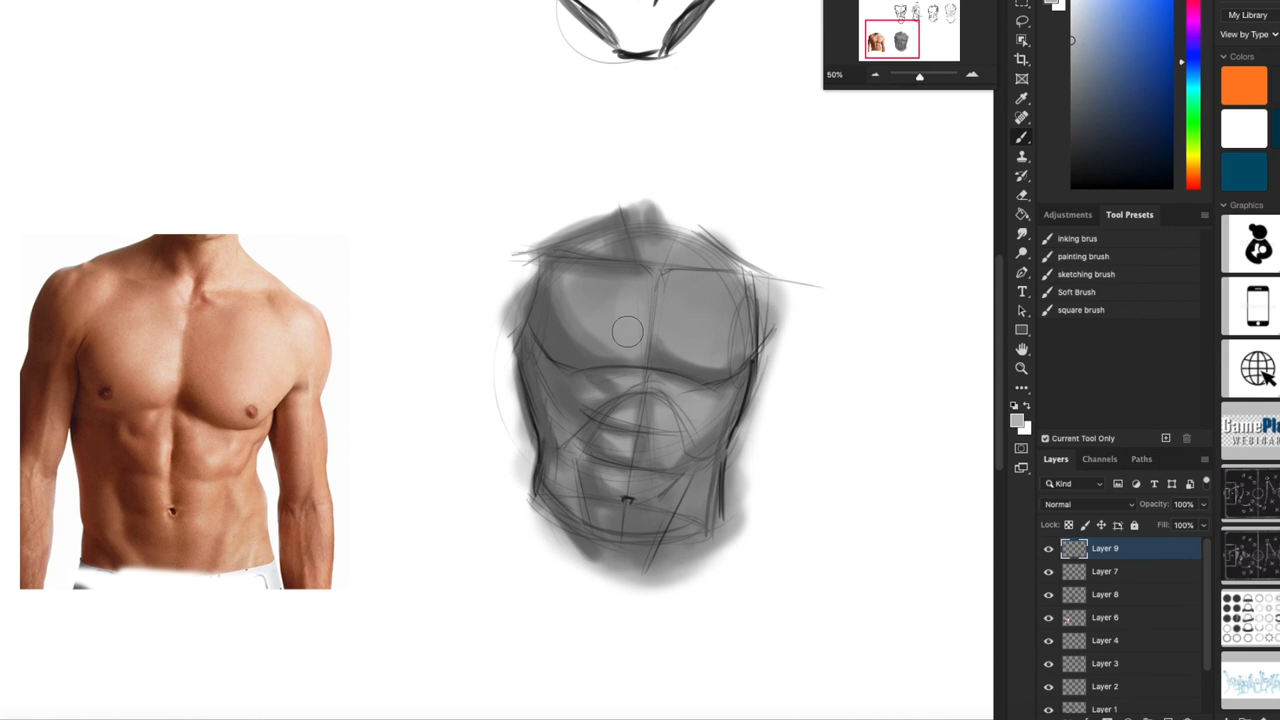 50%
My Library
View by Type
Colors
Graphics
Adjustments
Tool Presets
inking brus
painting brush
sketching brush
Soft Brush
square brush
Current Tool Only
Layers
Channels
Paths
Kind
Normal
Opacity: 100%
Lock:
Fill: 100%
Layer 9
Layer 7
Layer 8
Layer 6
Layer 4
Layer 3
Layer 2
Layer 1
GamePla
WEBINAR